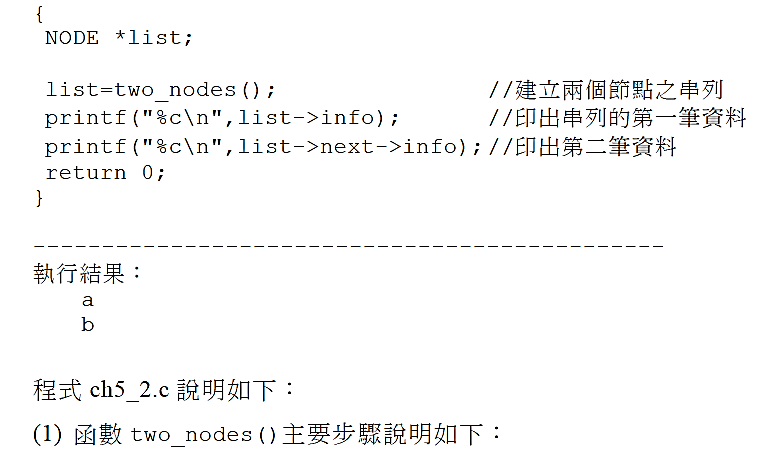 {
NODE *list;
list=two_nodes(); //建立兩個節點之串列
printf("%c\n",list->info); //印出串列的第一筆資料
printf("%c\n",list->next->info); //印出第二筆資料
return 0;
}
----------------------------------------------
執行結果：
a
b
程式 ch5_2.c 說明如下：
(1) 函數 two_nodes()主要步驟說明如下：